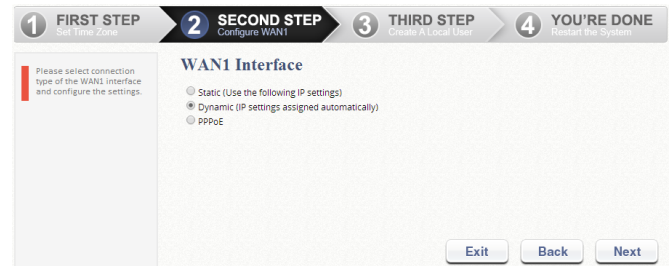 1 FIRST STEP
Set Time Zone
2 SECOND STEP
Configure WAN1
3 THIRD STEP
Create A Local User
4 YOU'RE DONE
Restart the System
Please select connection
type of the WAN1 interface
and configure the settings.
WAN1 Interface
Static (Use the following IP settings)
Dynamic (IP settings assigned automatically)
PPPoE
Exit Back Next